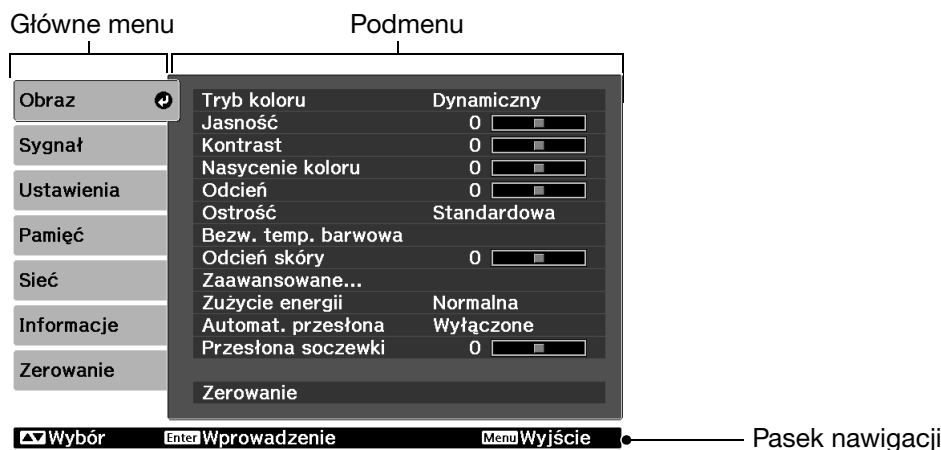 Główne menu
Podmenu
Obraz
Sygnał
Ustawienia
Pamięć
Sieć
Informacje
Zerowanie
Tryb koloru Dynamiczny
Jasność 0
Kontrast 0
Nasycenie koloru 0
Odcień 0
Ostrość Standardowa
Bezw. temp. barwowa
Odcień skóry 0
Zaawansowane...
Zużycie energii Normalna
Automat. przesłona Wyłączone
Przesłona soczewki 0
Zerowanie
Wybór Enter Wprowadzenie Menu Wyjście
Pasek nawigacji